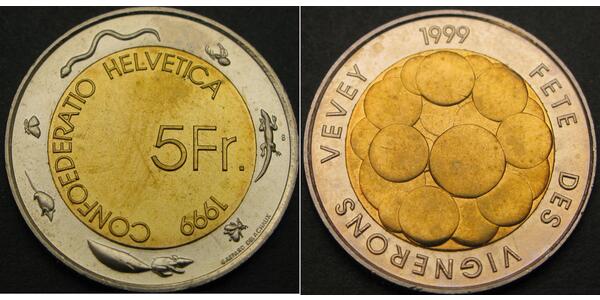 CONFOEDERATIO HELVETICA
5Fr.
1999
1999
VEVEY FETE DES VIGNERONS